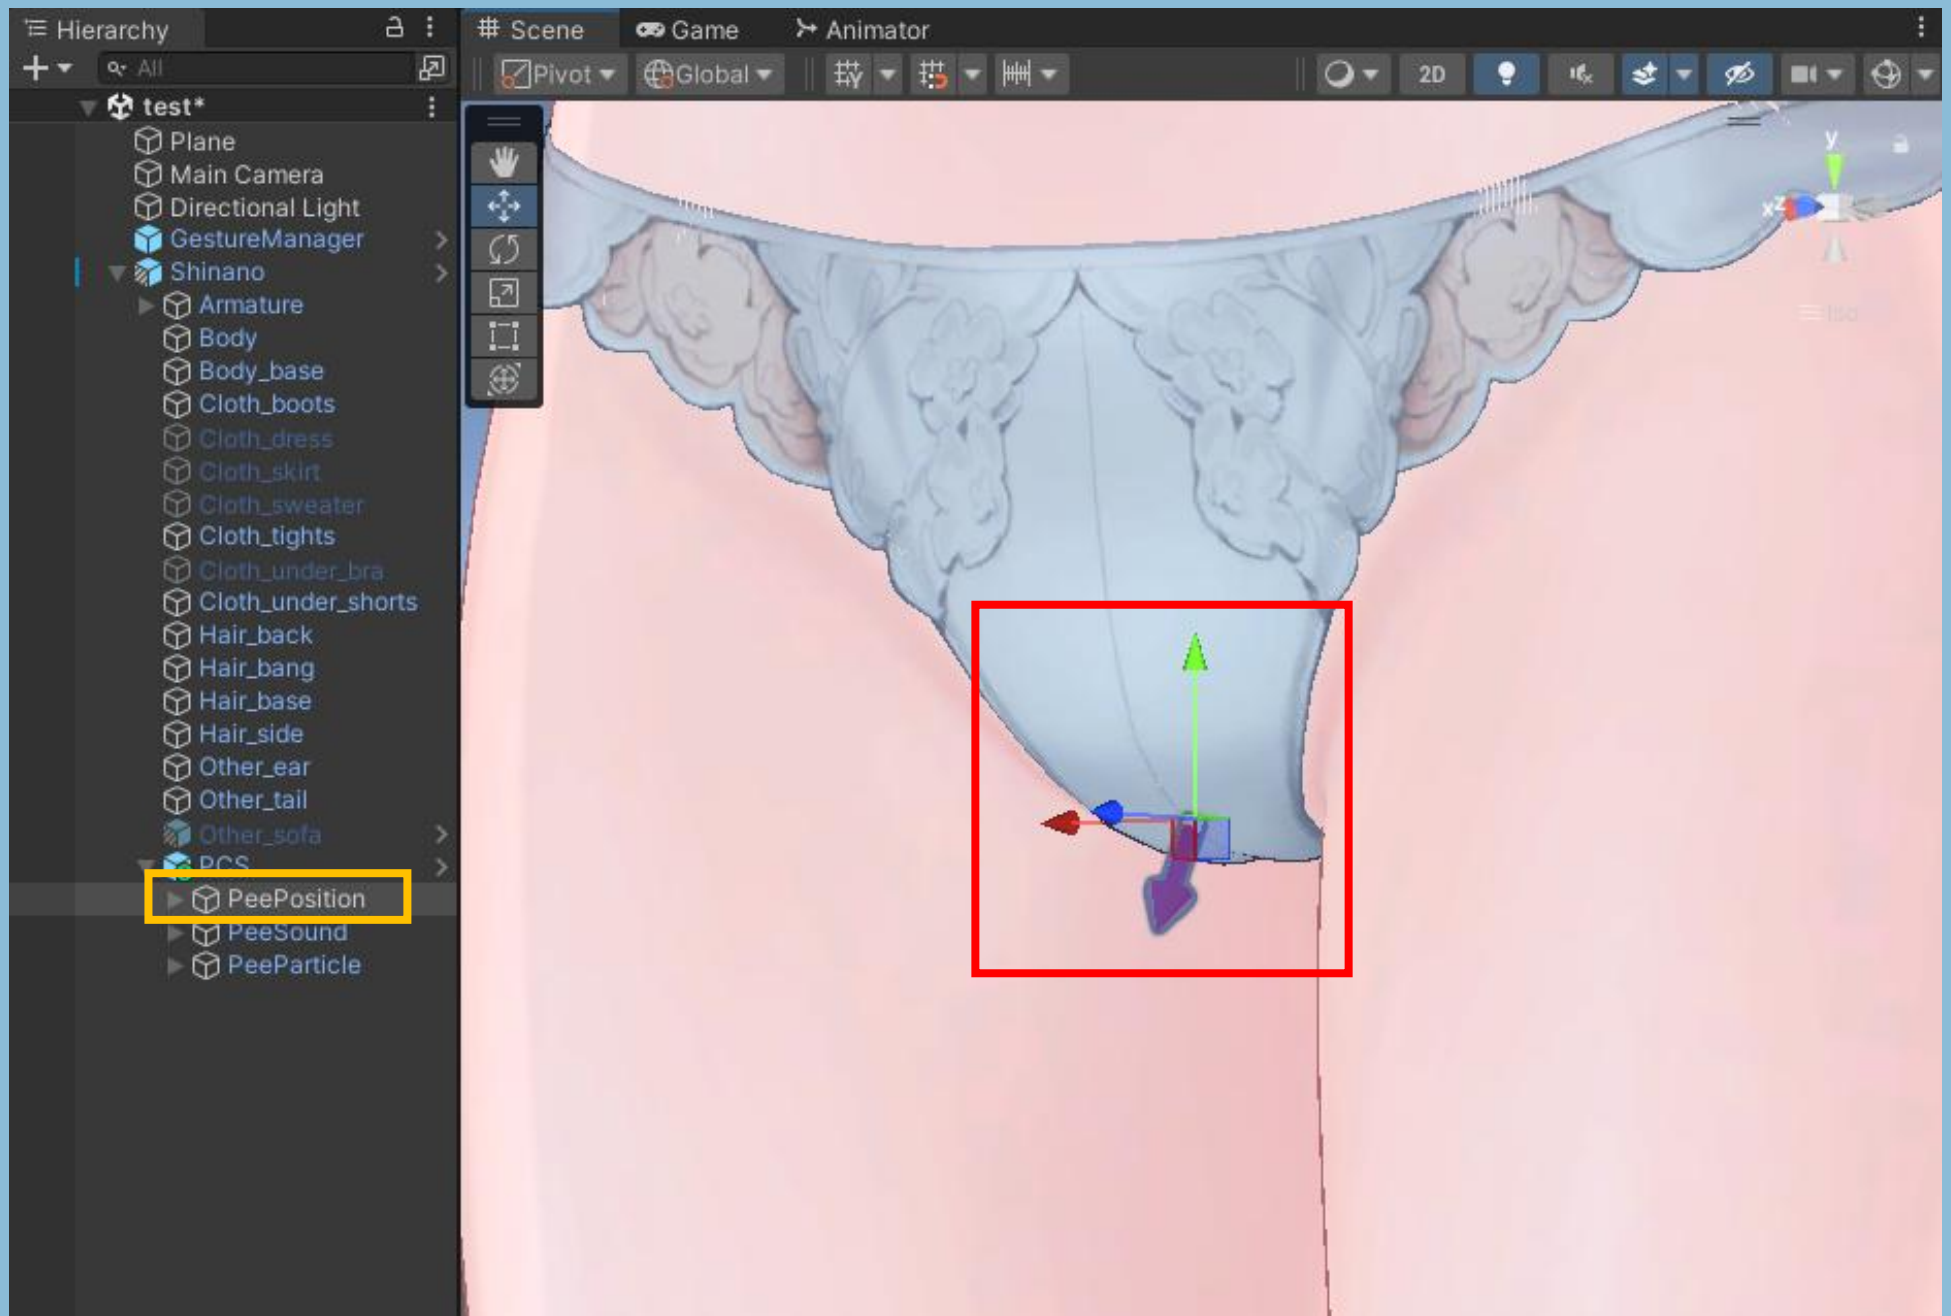 Hierarchy
All
test*
Plane
Main Camera
Directional Light
GestureManager
Shinano
Armature
Body
Body_base
Cloth_boots
Cloth_dress
Cloth_skirt
Cloth_sweater
Cloth_tights
Cloth_under_bra
Cloth_under_shorts
Hair_back
Hair_bang
Hair_base
Hair_side
Other_ear
Other_tail
Other_sofa
PCS
PeePosition
PeeSound
PeeParticle
Scene Game Animator
Pivot Global 2D
y
x z
Iso